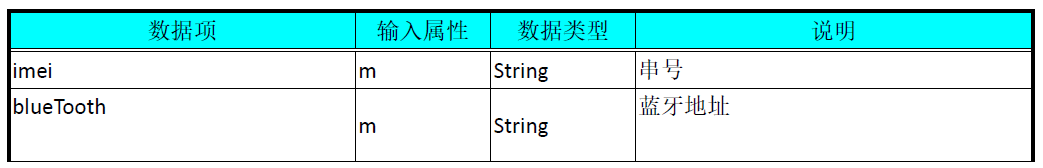 数据项 输入属性 数据类型 说明
imei m String 串号
blueTooth m String 蓝牙地址